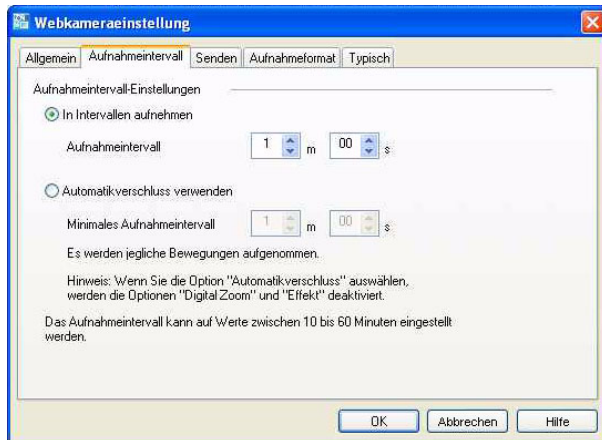 Webkameraeinstellung
Allgemein Aufnahmeintervall Senden Aufnahmeformat Typisch
Aufnahmeintervall-Einstellungen
In Intervallen aufnehmen
Aufnahmeintervall 1 m 00 s
Automatikverschluss verwenden
Minimales Aufnahmeintervall 1 m 00 s
Es werden jegliche Bewegungen aufgenommen.
Hinweis: Wenn Sie die Option "Automatikverschluss" auswählen,
werden die Optionen "Digital Zoom" und "Effekt" deaktiviert.
Das Aufnahmeintervall kann auf Werte zwischen 10 bis 60 Minuten eingestellt
werden.
OK Abbrechen Hilfe